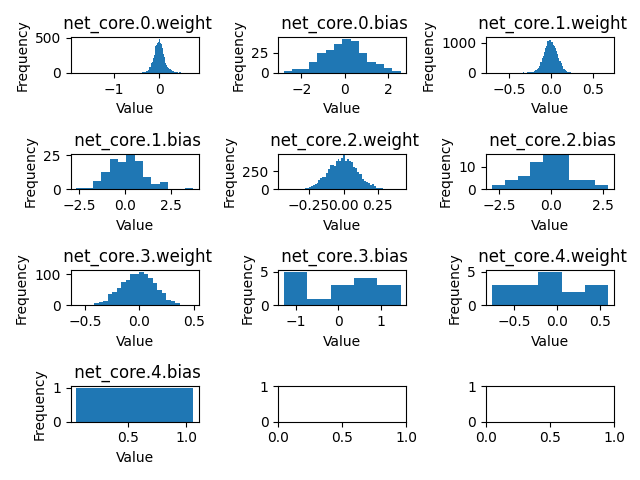 net_core.0.weight
Frequency
500
0
−1
0
Value
net_core.0.bias
Frequency
25
0
−2
0
2
Value
net_core.1.weight
Frequency
1000
0
−0.5
0.0
0.5
Value
net_core.1.bias
Frequency
25
0
−2.5
0.0
2.5
Value
net_core.2.weight
Frequency
250
0
−0.25
0.00
0.25
Value
net_core.2.bias
Frequency
10
0
−2.5
0.0
2.5
Value
net_core.3.weight
Frequency
100
0
−0.5
0.0
0.5
Value
net_core.3.bias
Frequency
5
0
−1
0
1
Value
net_core.4.weight
Frequency
5
0
−0.5
0.0
0.5
Value
net_core.4.bias
Frequency
1
0
0.5
1.0
Value
1
0
0.0
0.5
1.0
1
0
0.0
0.5
1.0